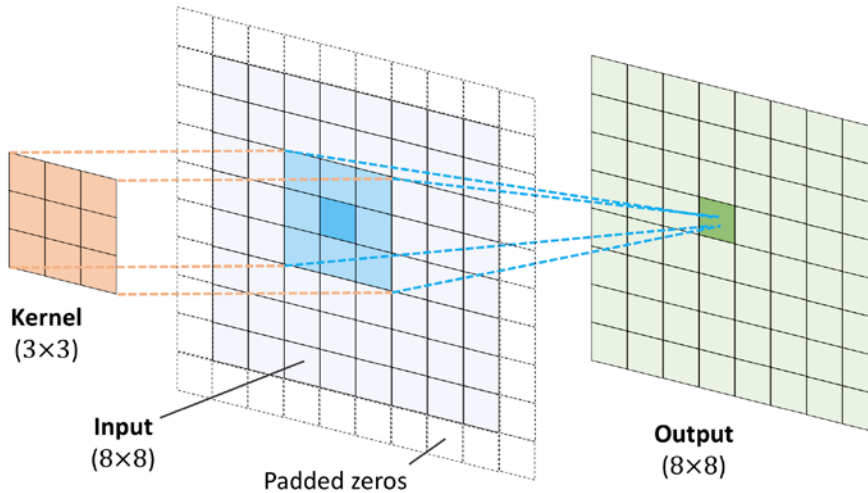 Kernel
(3×3)
Input
(8×8)
Padded zeros
Output
(8×8)